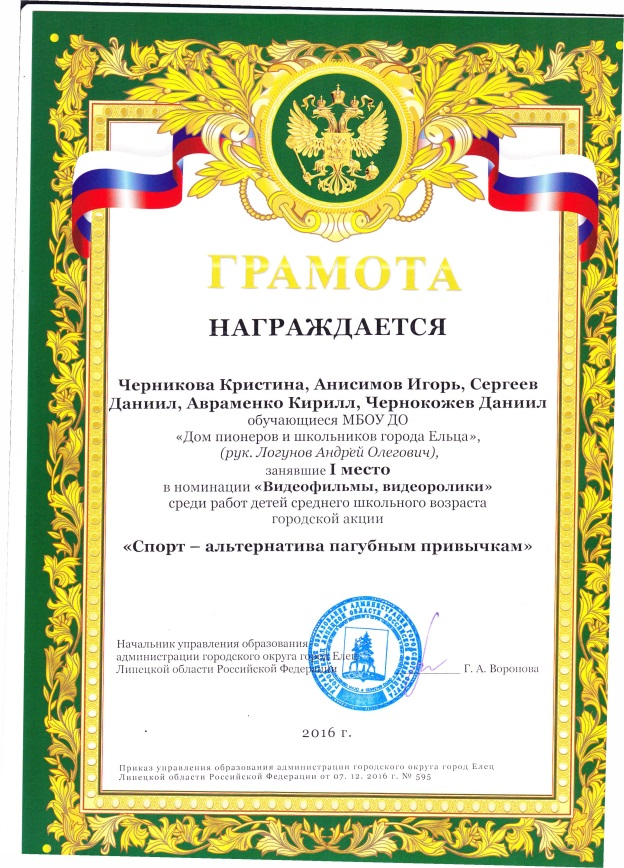 ГРАМОТА
НАГРАЖДАЕТСЯ
Черникова Кристина, Анисимов Игорь, Сергеев
Даниил, Авраменко Кирилл, Чернокожев Даниил
обучающиеся МБОУ ДО
«Дом пионеров и школьников города Ельца»,
(рук. Логунов Андрей Олегович),
занявшие I место
в номинации «Видеофильмы, видеоролики»
среди работ детей среднего школьного возраста
городской акции
«Спорт – альтернатива пагубным привычкам»
Начальник управления образования
администрации городского округа город Елец
Липецкой области Российской Федерации Г. А. Воронова
2016 г.
Приказ управления образования администрации городского округа город Елец
Липецкой области Российской Федерации от 07. 12. 2016 г. № 595